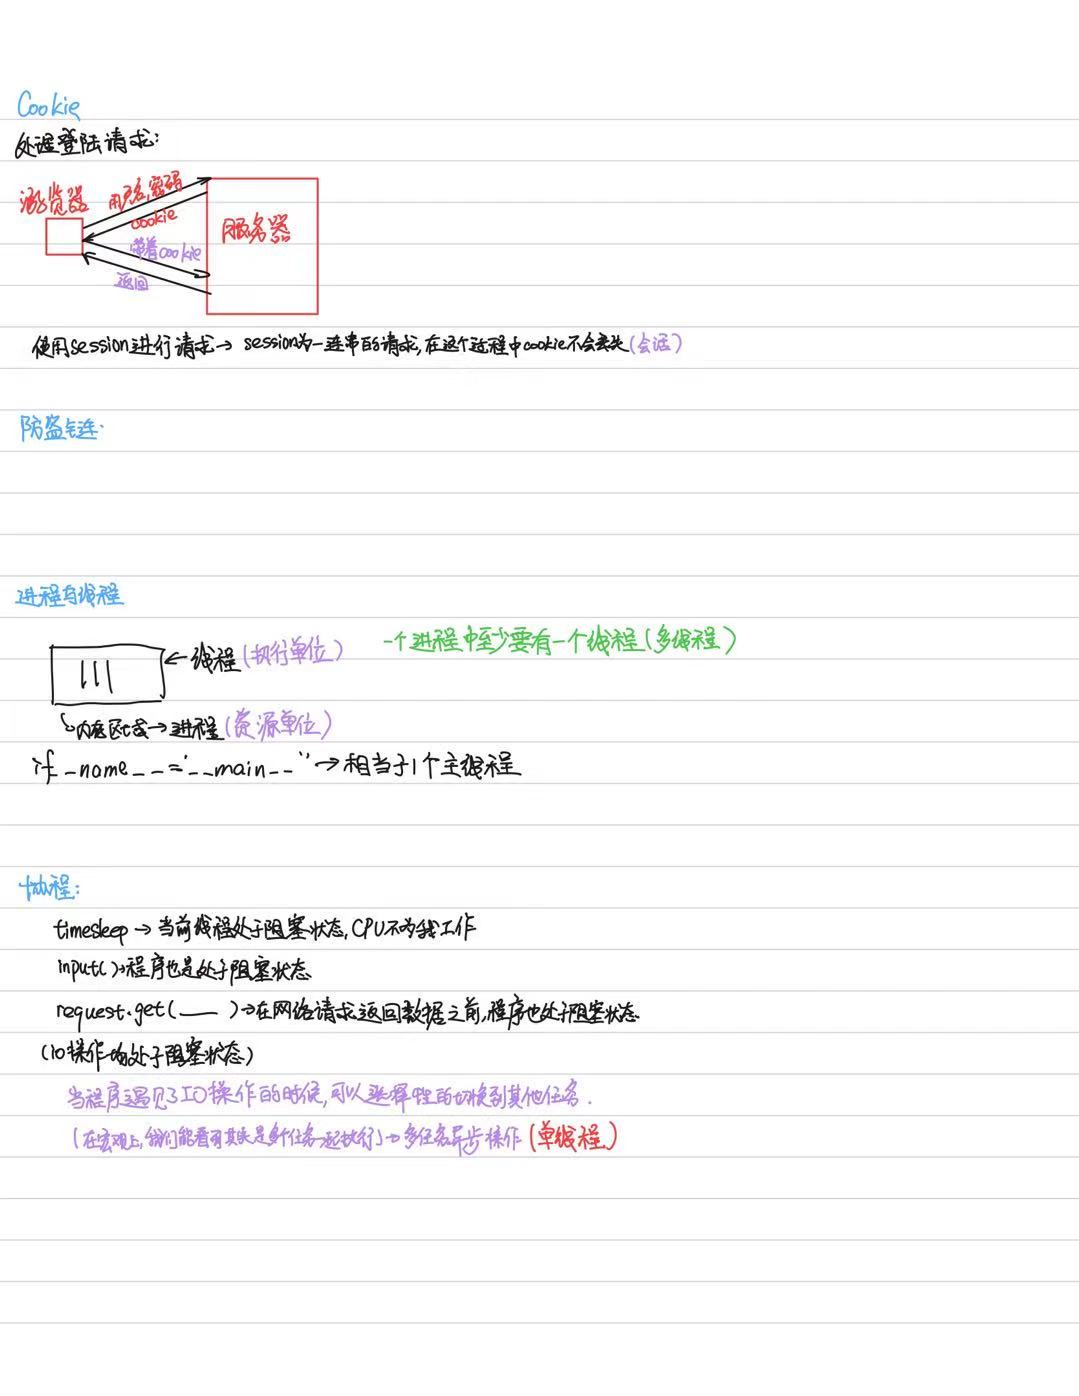 Cookie
处理登陆请求:
浏览器
用户名,密码
cookie
服务器
带着cookie
返回
使用session进行请求→ session为一连串的请求,在这个过程中cookie不会丢失(会话)
防盗链.
进程与线程
一个进程中至少要有一个线程(多线程)
←线程(执行单位)
内存区域→进程(资源单位)
if _name__='__main__"→相当于1个主线程
协程:
timesleep→当前线程处于阻塞状态,CPU不为我工作
input()→程序也是处于阻塞状态
request.get(___)→在网络请求返回数据之前,程序也处于阻塞状态.
(io操作均处于阻塞状态)
当程序遇见了IO操作的时候,可以选择性的切换到其他任务.
(在宏观上,我们能看到其实是多个任务一起执行)→多任务异步操作(单线程)